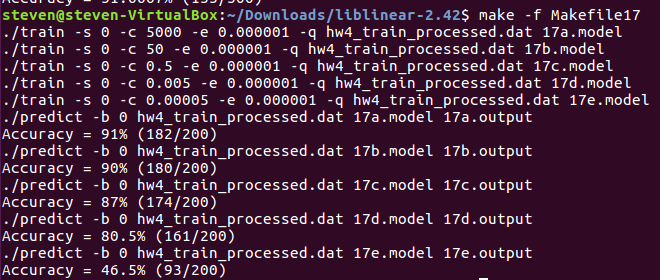 steven@steven-VirtualBox:~/Downloads/liblinear-2.42$ make -f Makefile17
./train -s 0 -c 5000 -e 0.000001 -q hw4_train_processed.dat 17a.model
./train -s 0 -c 50 -e 0.000001 -q hw4_train_processed.dat 17b.model
./train -s 0 -c 0.5 -e 0.000001 -q hw4_train_processed.dat 17c.model
./train -s 0 -c 0.005 -e 0.000001 -q hw4_train_processed.dat 17d.model
./train -s 0 -c 0.00005 -e 0.000001 -q hw4_train_processed.dat 17e.model
./predict -b 0 hw4_train_processed.dat 17a.model 17a.output
Accuracy = 91% (182/200)
./predict -b 0 hw4_train_processed.dat 17b.model 17b.output
Accuracy = 90% (180/200)
./predict -b 0 hw4_train_processed.dat 17c.model 17c.output
Accuracy = 87% (174/200)
./predict -b 0 hw4_train_processed.dat 17d.model 17d.output
Accuracy = 80.5% (161/200)
./predict -b 0 hw4_train_processed.dat 17e.model 17e.output
Accuracy = 46.5% (93/200)